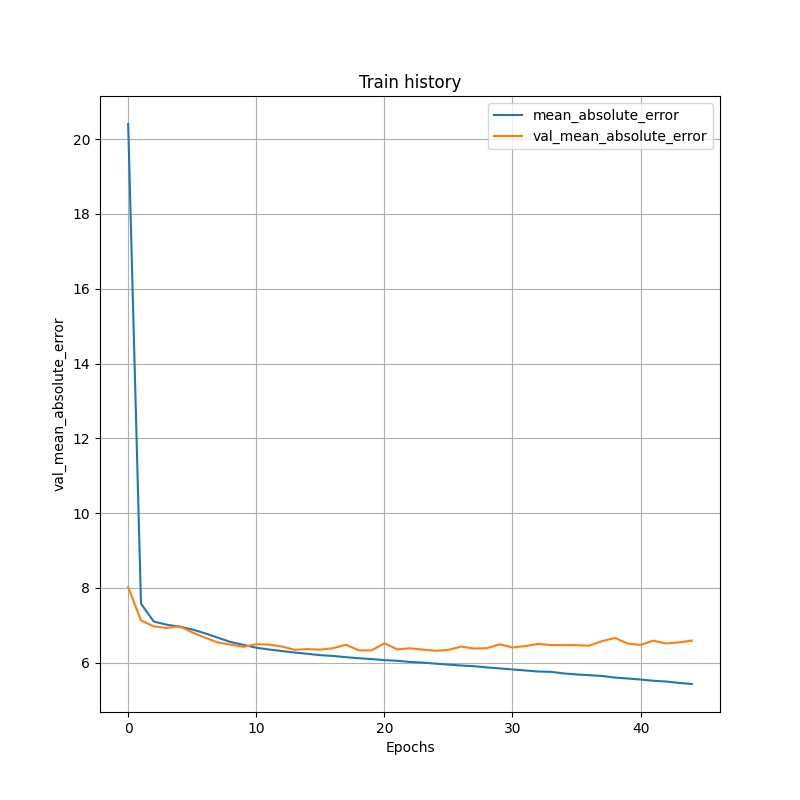 Train history
mean_absolute_error
val_mean_absolute_error
val_mean_absolute_error
20
18
16
14
12
10
8
6
0 10 20 30 40
Epochs